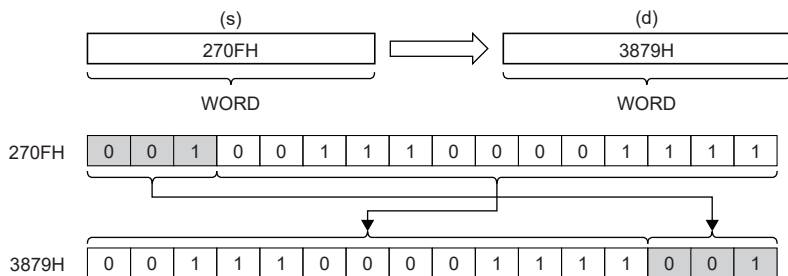 (s) (d)
270FH 3879H
WORD WORD
270FH 0 0 1 0 0 1 1 1 0 0 0 0 1 1 1 1
3879H 0 0 1 1 1 0 0 0 0 1 1 1 1 0 0 1